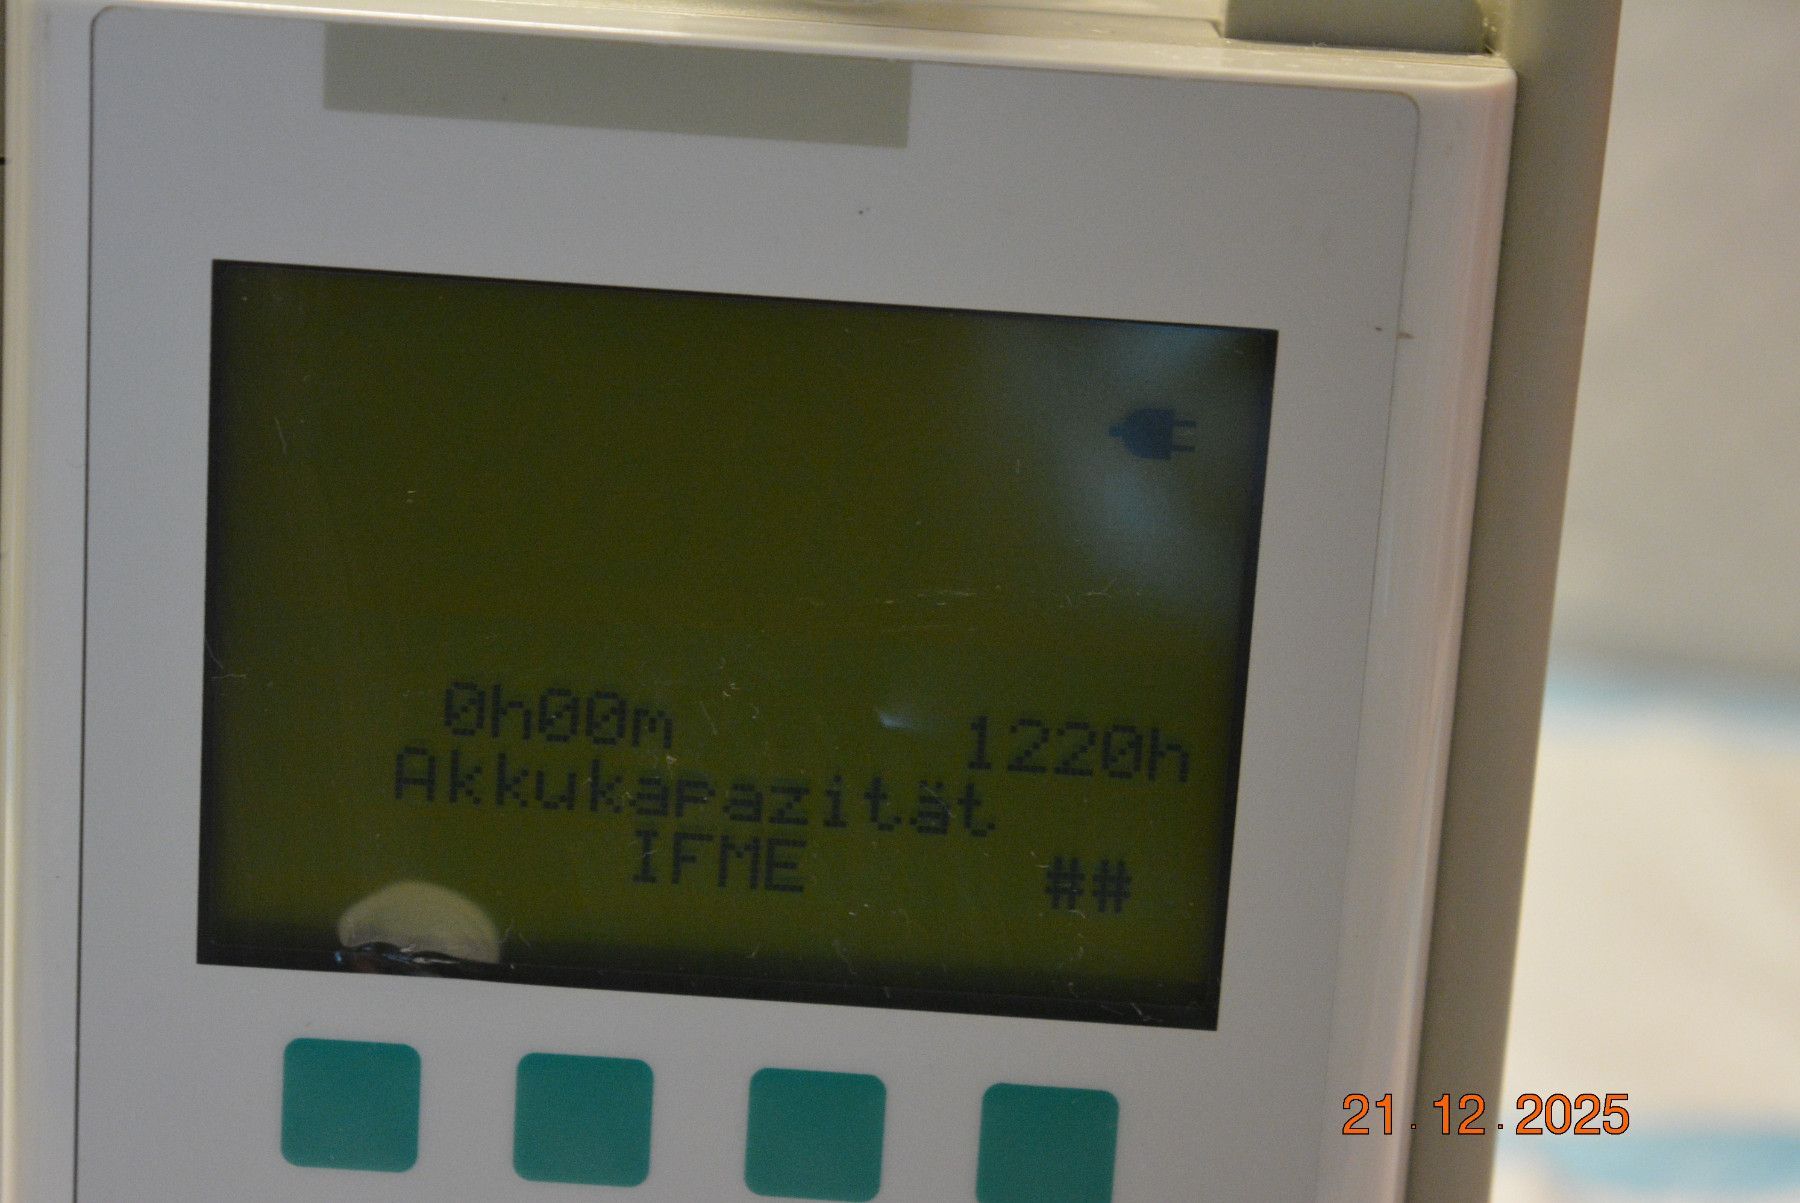 0h00m 1220h
Akkukapazität
IFME ##
21.12.2025